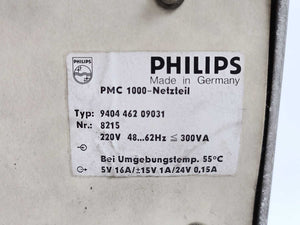 PHILIPS
PHILIPS
Made in Germany
PMC 1000-Netzteil
Typ: 9404 462 09031
Nr.: 8215
220V 48...62Hz ≤ 300VA
Bei Umgebungstemp. 55°C
5V 16A/±15V 1A/24V 0,15A